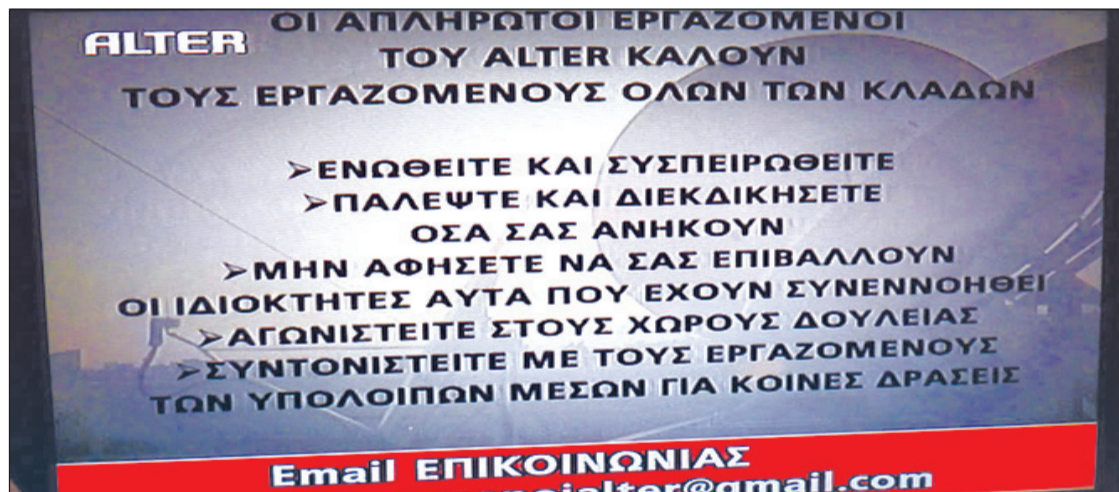 ALTER
ΟΙ ΑΠΛΗΡΩΤΟΙ ΕΡΓΑΖΟΜΕΝΟΙ
ΤΟΥ ALTER ΚΑΛΟΥΝ
ΤΟΥΣ ΕΡΓΑΖΟΜΕΝΟΥΣ ΟΛΩΝ ΤΩΝ ΚΛΑΔΩΝ
➢ΕΝΩΘΕΙΤΕ ΚΑΙ ΣΥΣΠΕΙΡΩΘΕΙΤΕ
➢ΠΑΛΕΨΤΕ ΚΑΙ ΔΙΕΚΔΙΚΗΣΕΤΕ
ΟΣΑ ΣΑΣ ΑΝΗΚΟΥΝ
➢ΜΗΝ ΑΦΗΣΕΤΕ ΝΑ ΣΑΣ ΕΠΙΒΑΛΛΟΥΝ
ΟΙ ΙΔΙΟΚΤΗΤΕΣ ΑΥΤΑ ΠΟΥ ΕΧΟΥΝ ΣΥΝΕΝΝΟΗΘΕΙ
➢ΑΓΩΝΙΣΤΕΙΤΕ ΣΤΟΥΣ ΧΩΡΟΥΣ ΔΟΥΛΕΙΑΣ
➢ΣΥΝΤΟΝΙΣΤΕΙΤΕ ΜΕ ΤΟΥΣ ΕΡΓΑΖΟΜΕΝΟΥΣ
ΤΩΝ ΥΠΟΛΟΙΠΩΝ ΜΕΣΩΝ ΓΙΑ ΚΟΙΝΕΣ ΔΡΑΣΕΙΣ
Email ΕΠΙΚΟΙΝΩΝΙΑΣ